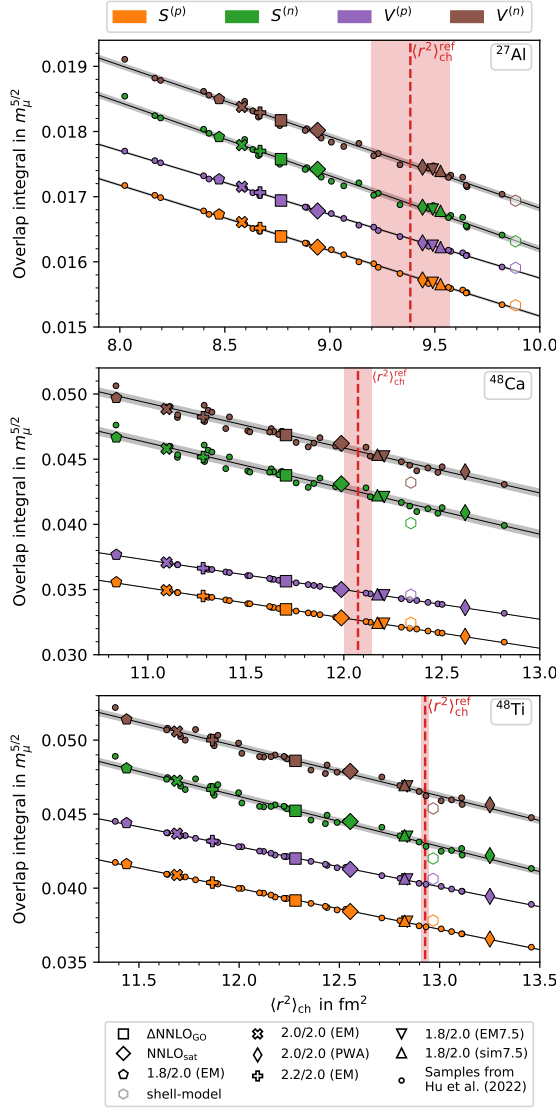 S⁽ᵖ⁾ S⁽ⁿ⁾ V⁽ᵖ⁾ V⁽ⁿ⁾
²⁷Al
⟨r²⟩ch^ref
Overlap integral in m_μ^5/2
0.019
0.018
0.017
0.016
0.015
8.0 8.5 9.0 9.5 10.0
⁴⁸Ca
⟨r²⟩ch^ref
Overlap integral in m_μ^5/2
0.050
0.045
0.040
0.035
0.030
11.0 11.5 12.0 12.5 13.0
⁴⁸Ti
⟨r²⟩ch^ref
Overlap integral in m_μ^5/2
0.050
0.045
0.040
0.035
11.5 12.0 12.5 13.0 13.5
⟨r²⟩ch in fm²
ΔNNLO_GO 2.0/2.0 (EM) 1.8/2.0 (EM7.5)
NNLO_sat 2.0/2.0 (PWA) 1.8/2.0 (sim7.5)
1.8/2.0 (EM) 2.2/2.0 (EM) Samples from
shell-model Hu et al. (2022)